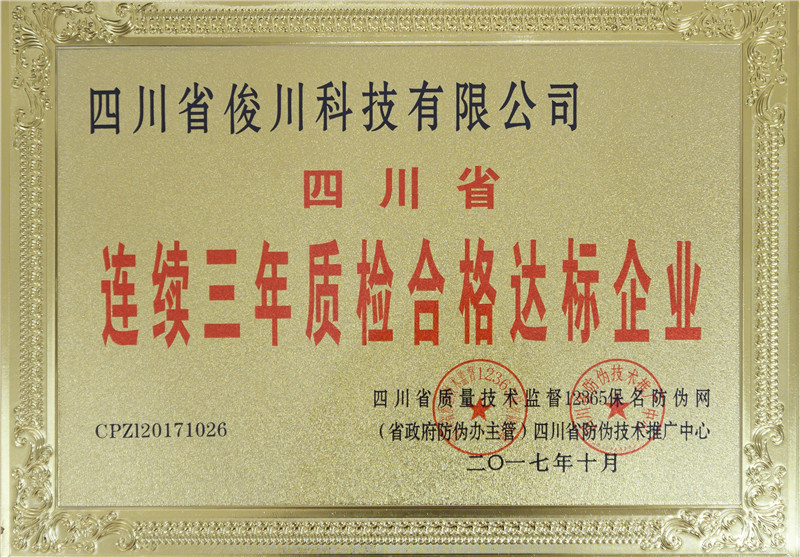 四川省俊川科技有限公司
四川省
连续三年质检合格达标企业
四川省质量技术监督12365保名防伪网
CPZl20171026
（省政府防伪办主管）四川省防伪技术推广中心
二〇一七年十月